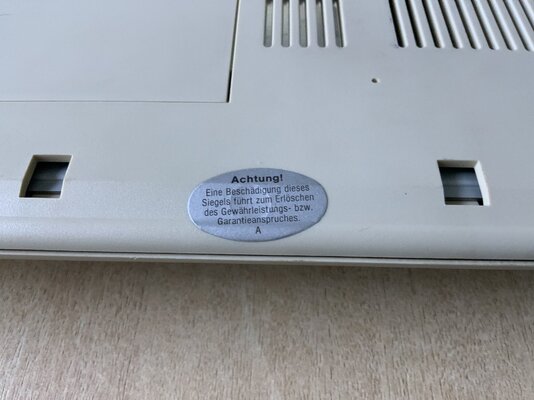 Achtung!
Eine Beschädigung dieses
Siegels führt zum Erlöschen
des Gewährleistungs- bzw.
Garantieanspruches.
A